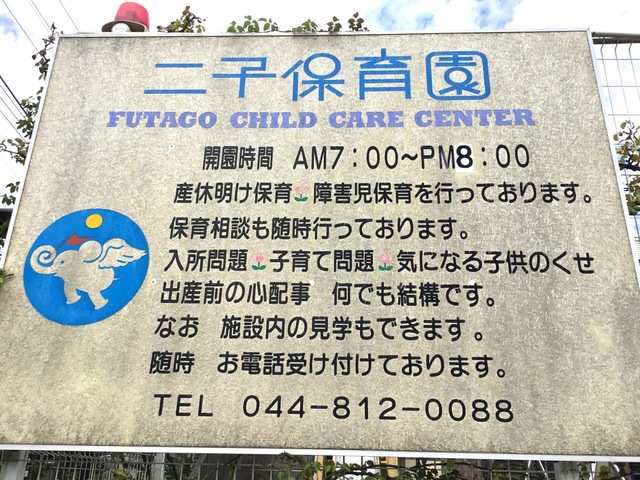 二子保育園
FUTAGO CHILD CARE CENTER
開園時間 AM7:00~PM8:00
産休明け保育🌷障害児保育を行っております。
保育相談も随時行っております。
入所問題🌷子育て問題🌷気になる子供のくせ
出産前の心配事 何でも結構です。
なお 施設内の見学もできます。
随時 お電話受け付けております。
TEL 044-812-0088